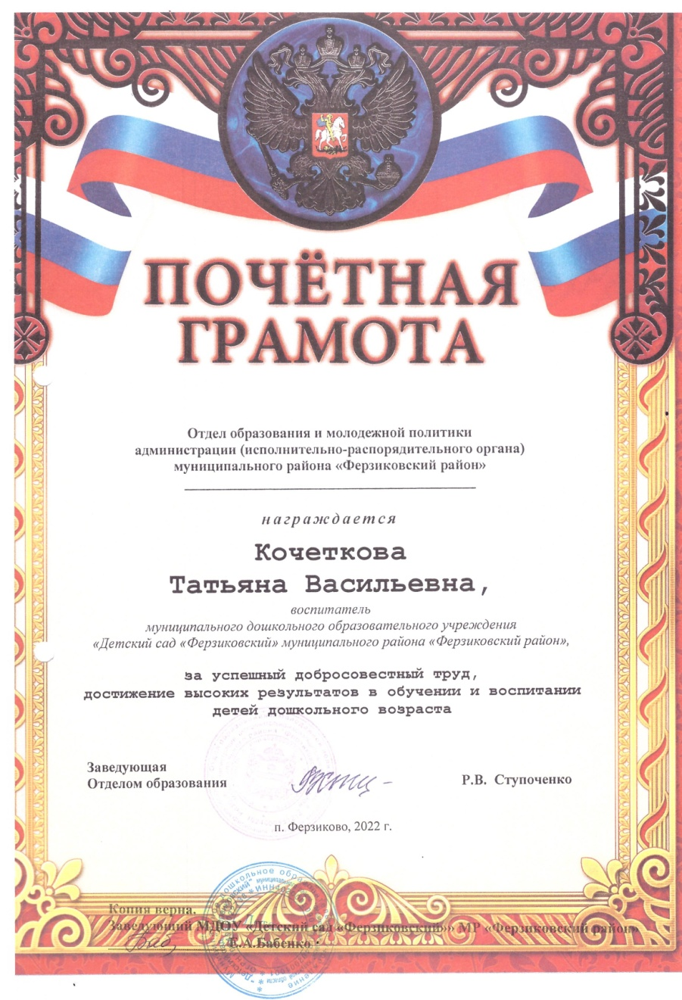 ПОЧЁТНАЯ
ГРАМОТА
Отдел образования и молодежной политики
администрации (исполнительно-распорядительного органа)
муниципального района «Ферзиковский район»
награждается
Кочеткова
Татьяна Васильевна,
воспитатель
муниципального дошкольного образовательного учреждения
«Детский сад «Ферзиковский» муниципального района «Ферзиковский район»,
за успешный добросовестный труд,
достижение высоких результатов в обучении и воспитании
детей дошкольного возраста
Заведующая
Отделом образования
Р.В. Ступоченко
п. Ферзиково, 2022 г.
Копия верна.
Заведующий МДОУ «Детский сад «Ферзиковский»» МР «Ферзиковский район»
Е.А.Бабенко